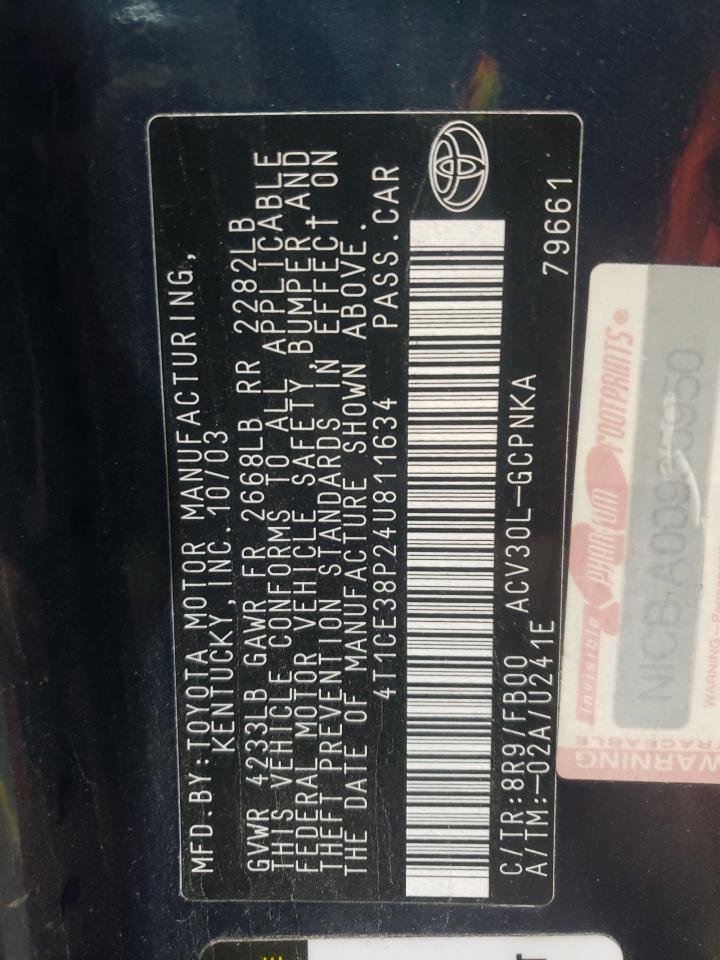 MFD.BY:TOYOTA MOTOR MANUFACTURING,
KENTUCKY, INC. 10/03
GVWR 4233LB GAWR FR 2668LB RR 2282LB
THIS VEHICLE CONFORMS TO ALL APPLICABLE
FEDERAL MOTOR VEHICLE SAFETY, BUMPER AND
THEFT PREVENTION STANDARDS IN EFFECT ON
THE DATE OF MANUFACTURE SHOWN ABOVE.
4T1CE38P24U811634 PASS.CAR
C/TR:8R9/FB00 ACV30L-GCPNKA
A/TM:-02A/U241E 79661
Invisible PHANTOM FOOTPRINTS®
NICB
WARNING